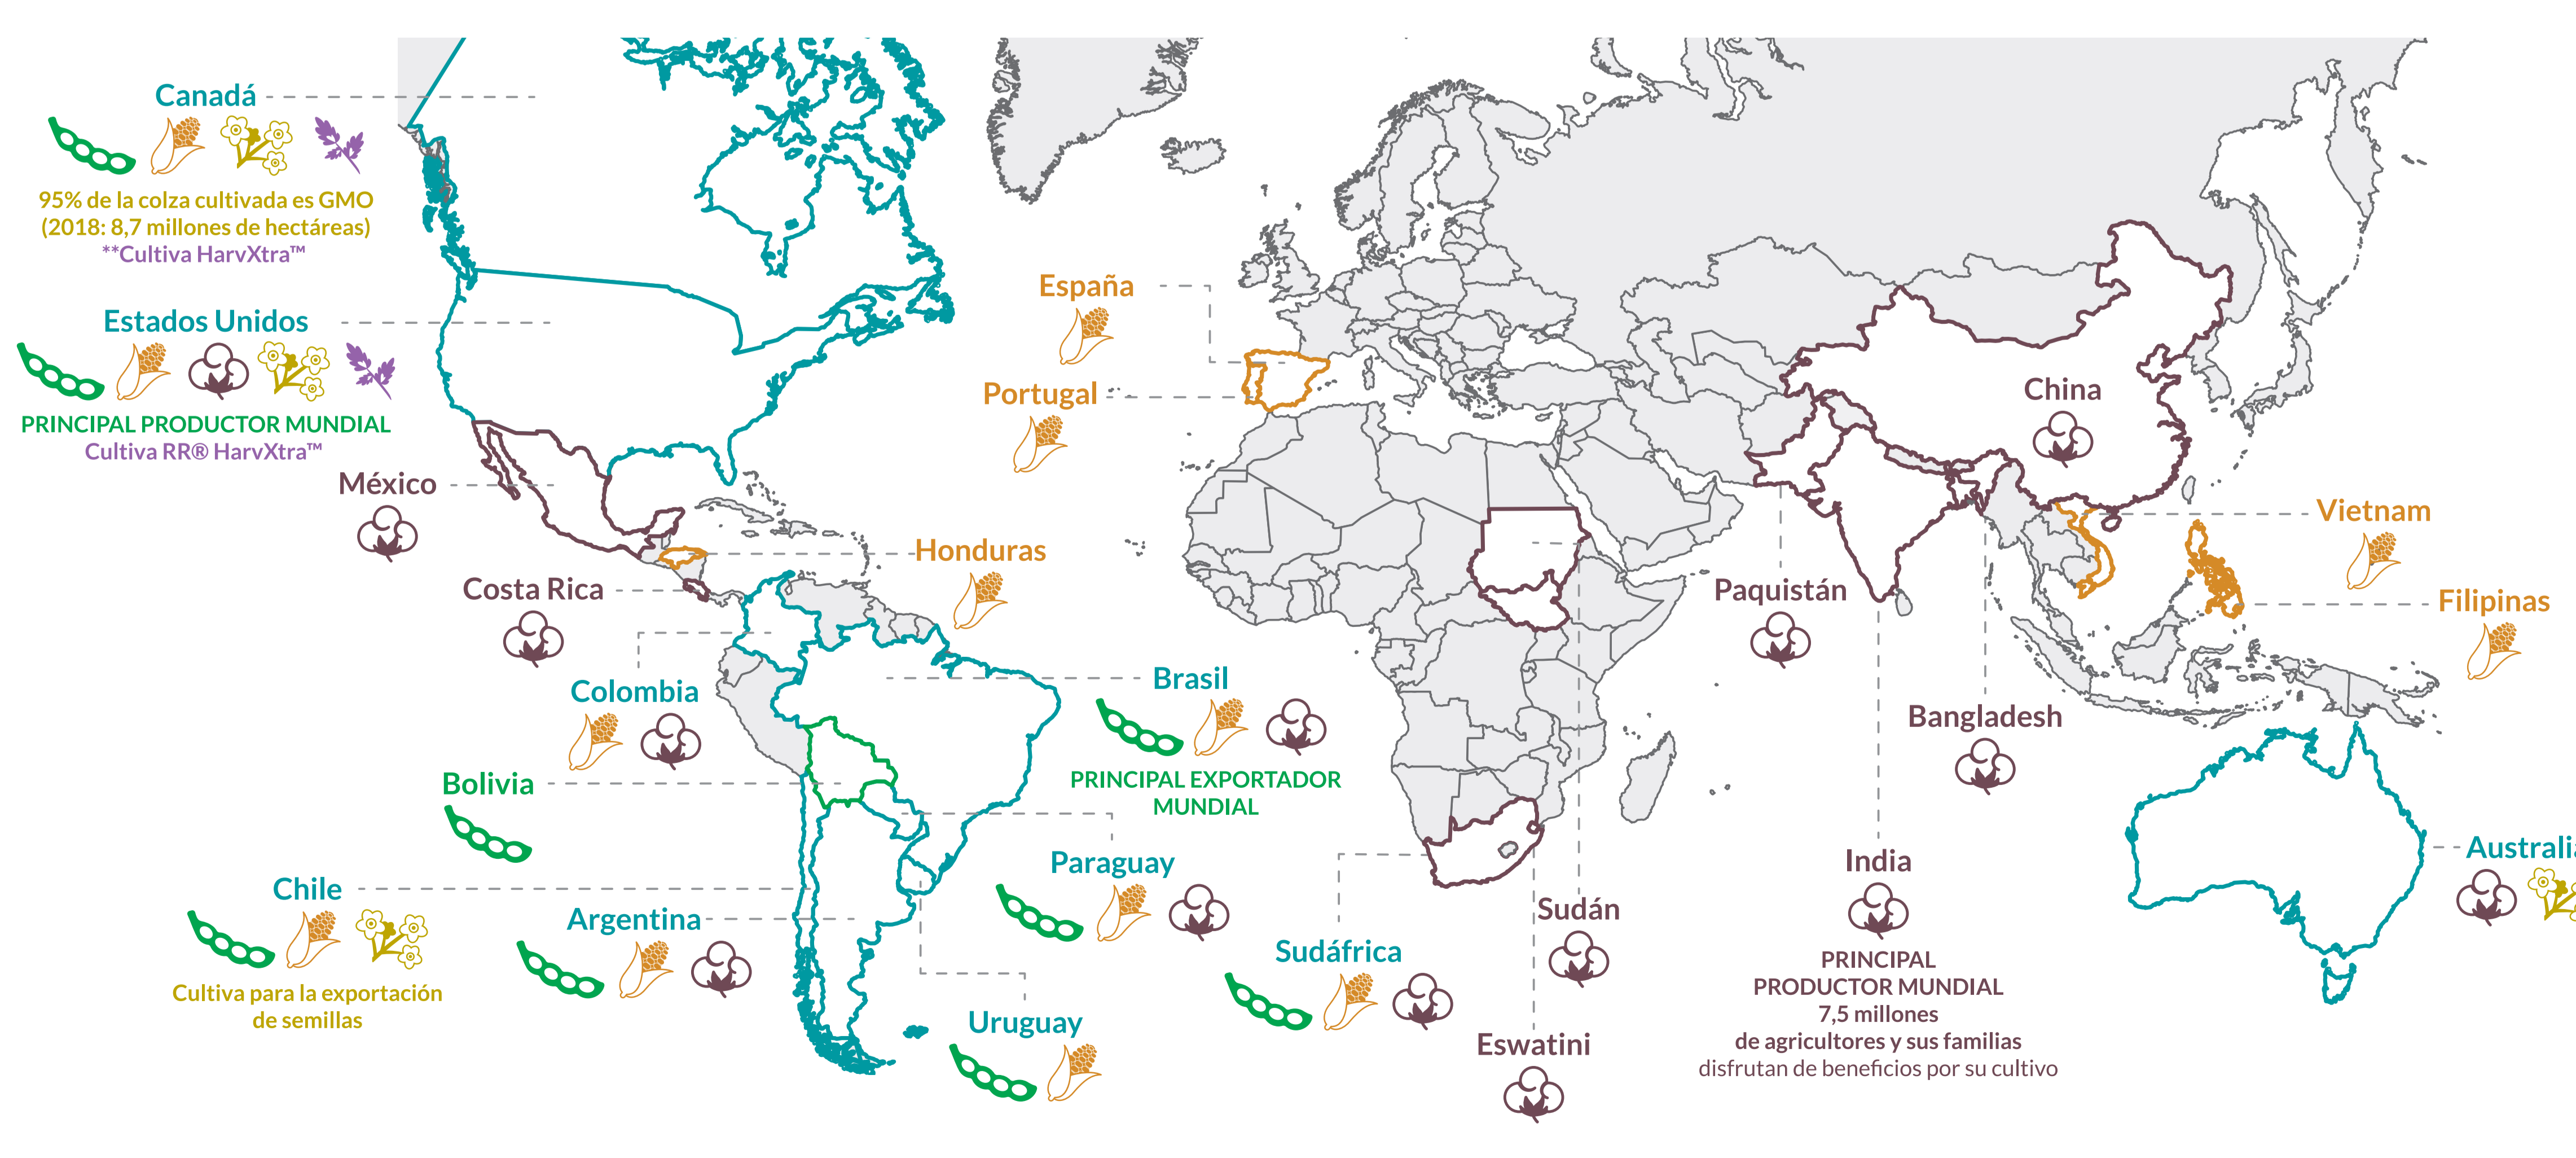 Canadá
95% de la colza cultivada es GMO
(2018: 8,7 millones de hectáreas)
**Cultiva HarvXtra™
Estados Unidos
PRINCIPAL PRODUCTOR MUNDIAL
Cultiva RR® HarvXtra™
México
Costa Rica
Honduras
Colombia
Bolivia
Chile
Cultiva para la exportación
de semillas
Argentina
Brasil
PRINCIPAL EXPORTADOR
MUNDIAL
Paraguay
Uruguay
España
Portugal
Sudáfrica
Sudán
Eswatini
China
Paquistán
India
PRINCIPAL
PRODUCTOR MUNDIAL
7,5 millones
de agricultores y sus familias
disfrutan de beneficios por su cultivo
Bangladesh
Vietnam
Filipinas
Australia